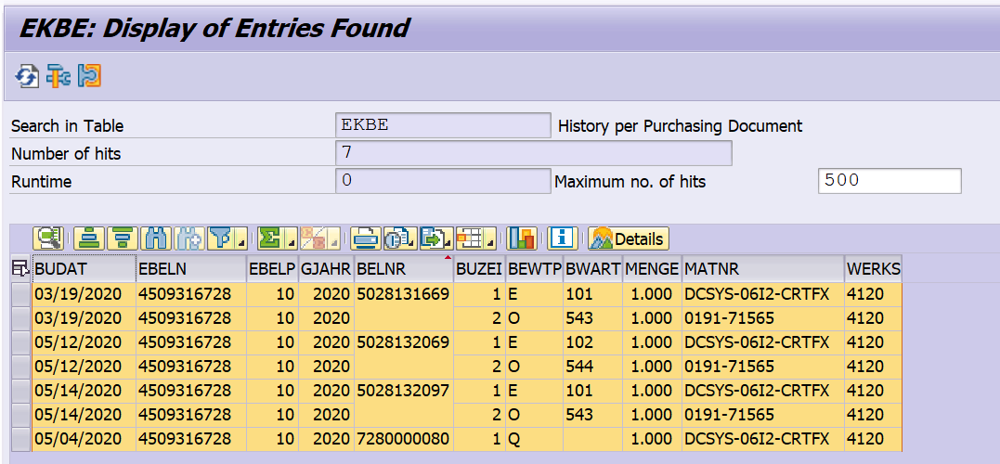 EKBE: Display of Entries Found
Search in Table EKBE History per Purchasing Document
Number of hits 7
Runtime 0 Maximum no. of hits 500
Details
BUDAT EBELN EBELP GJAHR BELNR BUZEI BEWTP BWART MENGE MATNR WERKS
03/19/2020 4509316728 10 2020 5028131669 1 E 101 1.000 DCSYS-06I2-CRTFX 4120
03/19/2020 4509316728 10 2020 2 O 543 1.000 0191-71565 4120
05/12/2020 4509316728 10 2020 5028132069 1 E 102 1.000 DCSYS-06I2-CRTFX 4120
05/12/2020 4509316728 10 2020 2 O 544 1.000 0191-71565 4120
05/14/2020 4509316728 10 2020 5028132097 1 E 101 1.000 DCSYS-06I2-CRTFX 4120
05/14/2020 4509316728 10 2020 2 O 543 1.000 0191-71565 4120
05/04/2020 4509316728 10 2020 7280000080 1 Q 1.000 DCSYS-06I2-CRTFX 4120